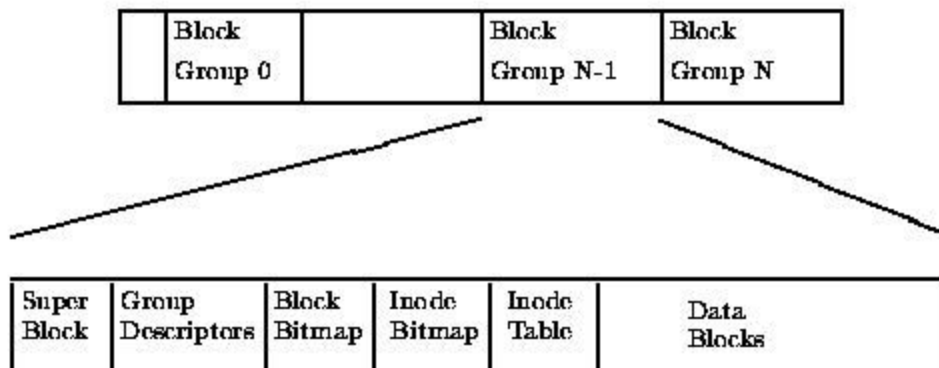 Block
Group 0
Block
Group N-1
Block
Group N
Super
Block
Group
Descriptors
Block
Bitmap
Inode
Bitmap
Inode
Table
Data
Blocks